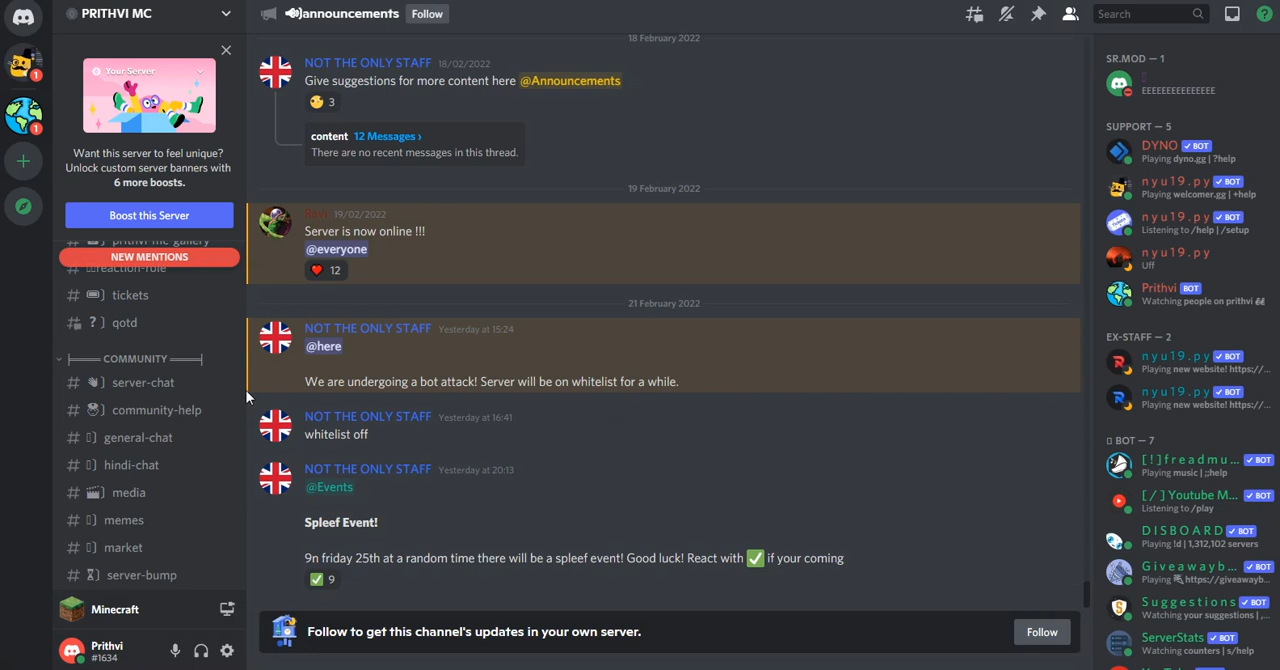 PRITHVI MC
announcements
Follow
Search
Your Server
Want this server to feel unique?
Unlock custom server banners with
6 more boosts.
Boost this Server
# prithvi-mc-gallery
NEW MENTIONS
# reaction-role
# tickets
# ? qotd
COMMUNITY
# server-chat
# community-help
# general-chat
# hindi-chat
# media
# memes
# market
# server-bump
Minecraft
Prithvi
#1634
18 February 2022
NOT THE ONLY STAFF 18/02/2022
Give suggestions for more content here @Announcements
3
content 12 Messages ›
There are no recent messages in this thread.
19 February 2022
19/02/2022
Server is now online !!!
@everyone
12
21 February 2022
NOT THE ONLY STAFF Yesterday at 15:24
@here
We are undergoing a bot attack! Server will be on whitelist for a while.
NOT THE ONLY STAFF Yesterday at 16:41
whitelist off
NOT THE ONLY STAFF Yesterday at 20:13
@Events
Spleef Event!
9n friday 25th at a random time there will be a spleef event! Good luck! React with ✅ if your coming
9
Follow to get this channel's updates in your own server.
Follow
SR.MOD — 1
EEEEEEEEEEEEEEE
SUPPORT — 5
DYNO BOT
Playing dyno.gg | ?help
n y u 1 9 . p y BOT
Playing welcomer.gg | +help
n y u 1 9 . p y BOT
Listening to /help | /setup
n y u 1 9 . p y
Uff
Prithvi BOT
Watching people on prithvi
EX-STAFF — 2
n y u 1 9 . p y BOT
Playing new website! https://...
n y u 1 9 . p y BOT
Playing new website! https://...
BOT — 7
[ ! ] f r e a d m u ... BOT
Playing music | ;;help
[ / ] Youtube M... BOT
Listening to /play
D I S B O A R D BOT
Playing !d | 1,312,102 servers
G i v e a w a y b ... BOT
Playing https://giveawayb...
S u g g e s t i o n s BOT
Watching your suggestions | ,...
ServerStats BOT
Watching counters | s/help